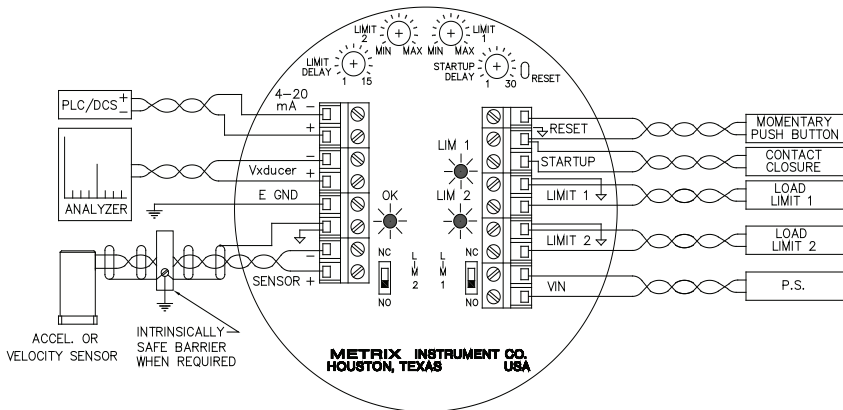 LIMIT
2
MIN MAX
LIMIT
1
MIN MAX
LIMIT
DELAY
1 15
STARTUP
DELAY
1 30
RESET
4-20
mA
−
+
PLC/DCS + −
−
Vxducer +
ANALYZER
E GND
−
SENSOR +
ACCEL. OR
VELOCITY SENSOR
INTRINSICALLY
SAFE BARRIER
WHEN REQUIRED
OK
LIM 1
LIM 2
NC
NO
L
I
M
2
L
I
M
1
NC
NO
RESET
STARTUP
LIMIT 1
LIMIT 2
VIN
MOMENTARY
PUSH BUTTON
CONTACT
CLOSURE
LOAD
LIMIT 1
LOAD
LIMIT 2
P.S.
METRIX INSTRUMENT CO.
HOUSTON, TEXAS USA